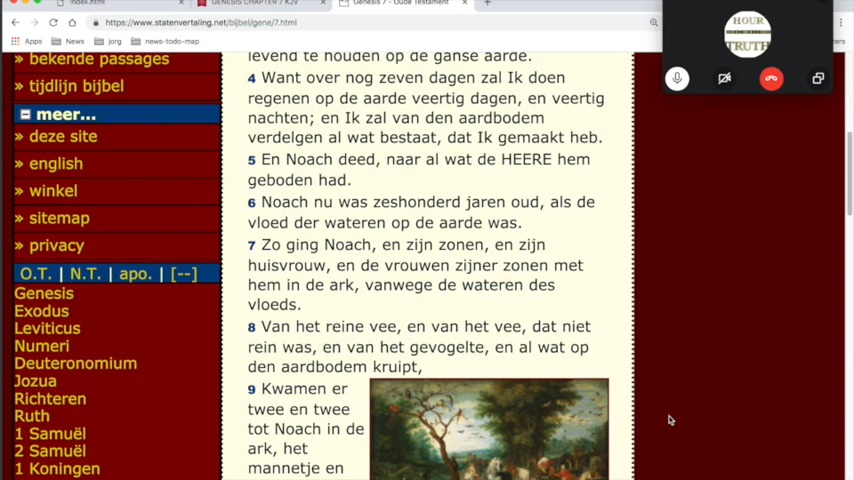 index.html
GENESIS CHAPTER 7 KJV
Genesis 7 - Oude Testament
https://www.statenvertaling.net/bijbel/gene/7.html
Apps
News
jorg
news-todo-map
HOUR
TRUTH
» bekende passages
» tijdlijn bijbel
meer...
» deze site
» english
» winkel
» sitemap
» privacy
O.T. | N.T. | apo. | [--]
Genesis
Exodus
Leviticus
Numeri
Deuteronomium
Jozua
Richteren
Ruth
1 Samuël
2 Samuël
1 Koningen
levend te houden op de ganse aarde.
4 Want over nog zeven dagen zal Ik doen
regenen op de aarde veertig dagen, en veertig
nachten; en Ik zal van den aardbodem
verdelgen al wat bestaat, dat Ik gemaakt heb.
5 En Noach deed, naar al wat de HEERE hem
geboden had.
6 Noach nu was zeshonderd jaren oud, als de
vloed der wateren op de aarde was.
7 Zo ging Noach, en zijn zonen, en zijn
huisvrouw, en de vrouwen zijner zonen met
hem in de ark, vanwege de wateren des
vloeds.
8 Van het reine vee, en van het vee, dat niet
rein was, en van het gevogelte, en al wat op
den aardbodem kruipt,
9 Kwamen er
twee en twee
tot Noach in de
ark, het
mannetje en